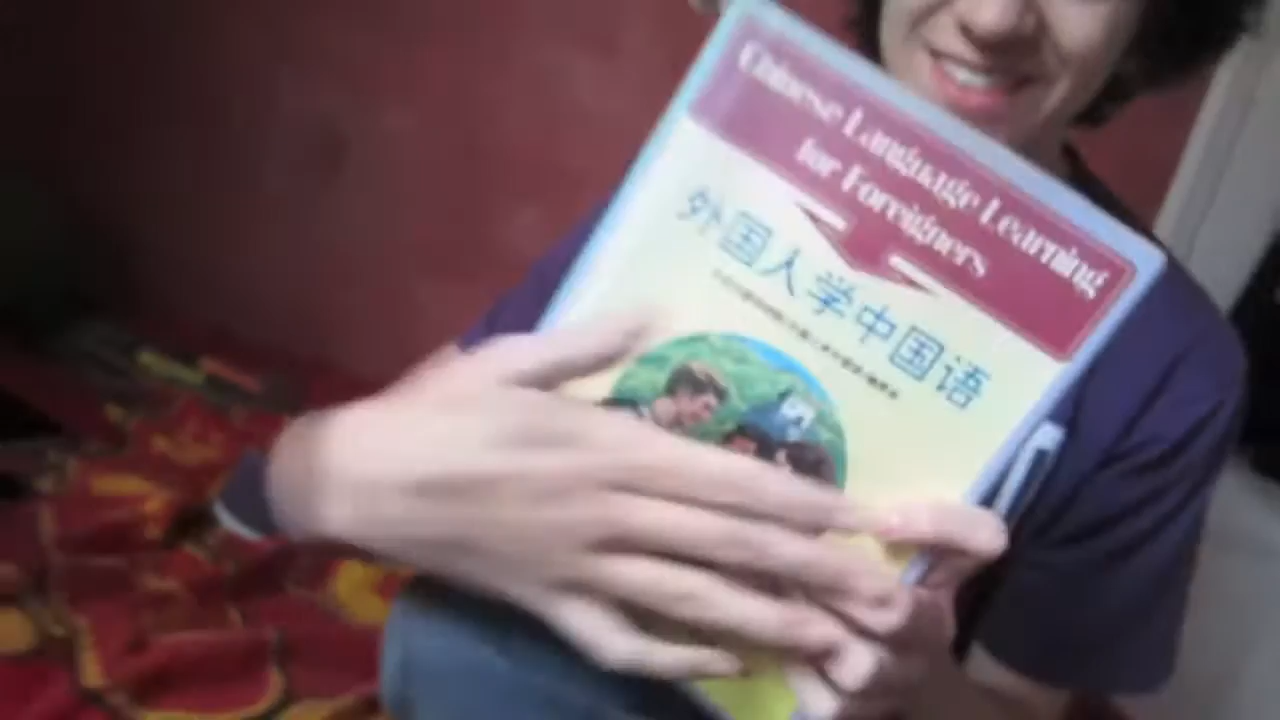 Chinese Language Learning
for Foreigners
外国人学中国语